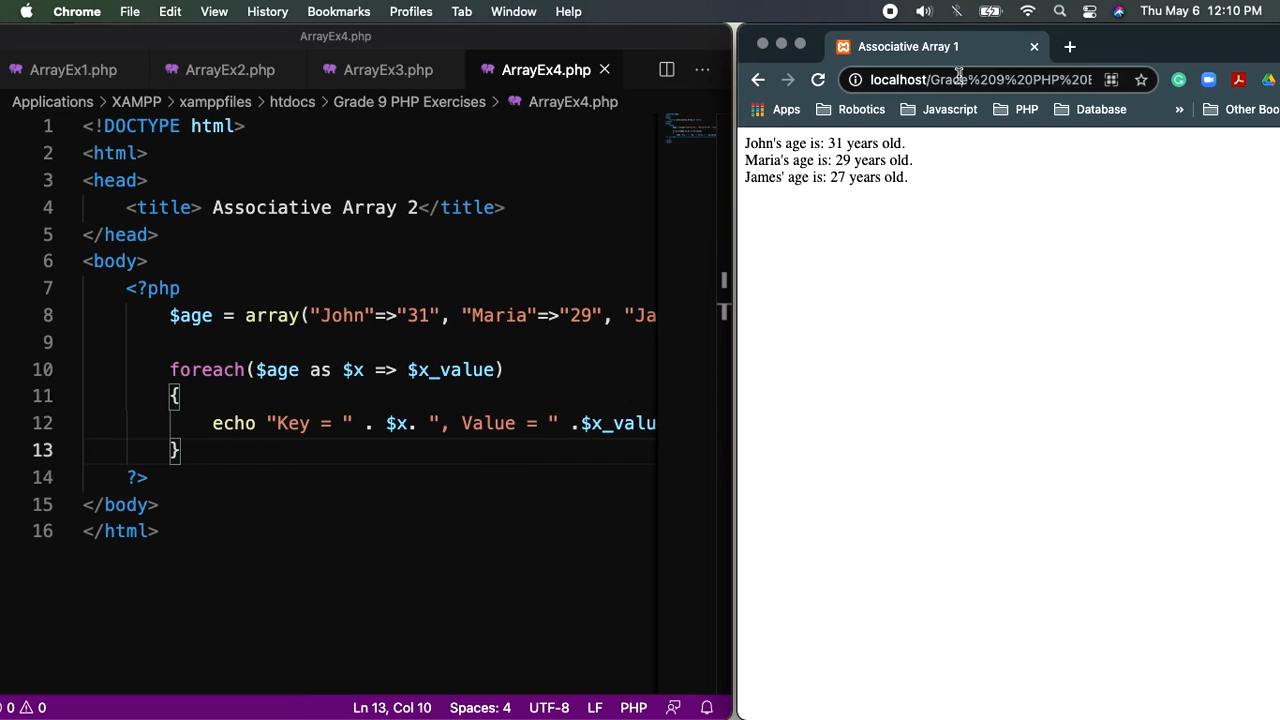 Chrome File Edit View History Bookmarks Profiles Tab Window Help Thu May 6 12:10 PM
ArrayEx4.php
ArrayEx1.php ArrayEx2.php ArrayEx3.php ArrayEx4.php
Applications XAMPP xamppfiles htdocs Grade 9 PHP Exercises ArrayEx4.php
1 <!DOCTYPE html>
2 <html>
3 <head>
4 <title> Associative Array 2</title>
5 </head>
6 <body>
7 <?php
8 $age = array("John"=>"31", "Maria"=>"29", "Ja
9
10 foreach($age as $x => $x_value)
11 {
12 echo "Key = " . $x. ", Value = " .$x_valu
13 }
14 ?>
15 </body>
16 </html>
0 0 Ln 13, Col 10 Spaces: 4 UTF-8 LF PHP
Associative Array 1
localhost/Grade%209%20PHP%20E
Apps Robotics Javascript PHP Database » Other Boo
John's age is: 31 years old.
Maria's age is: 29 years old.
James' age is: 27 years old.